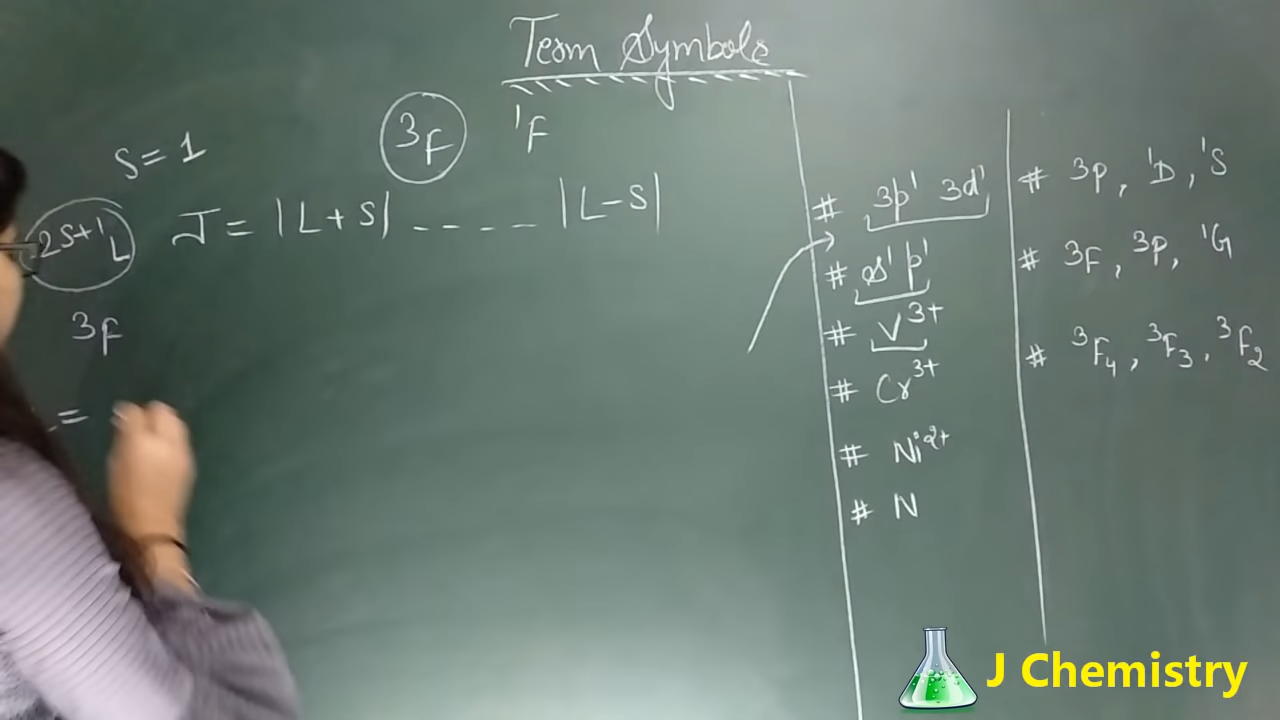 Term Symbols
³F ¹F
S = 1
²ˢ⁺¹L J = |L + S| ---- |L - S|
³F
=
# 3p¹ 3d¹
# s¹ p¹
# V³⁺
# Cr³⁺
# Ni²⁺
# N
# ³P, ¹D, ¹S
# ³F, ³P, ¹G
# ³F₄, ³F₃, ³F₂
J Chemistry